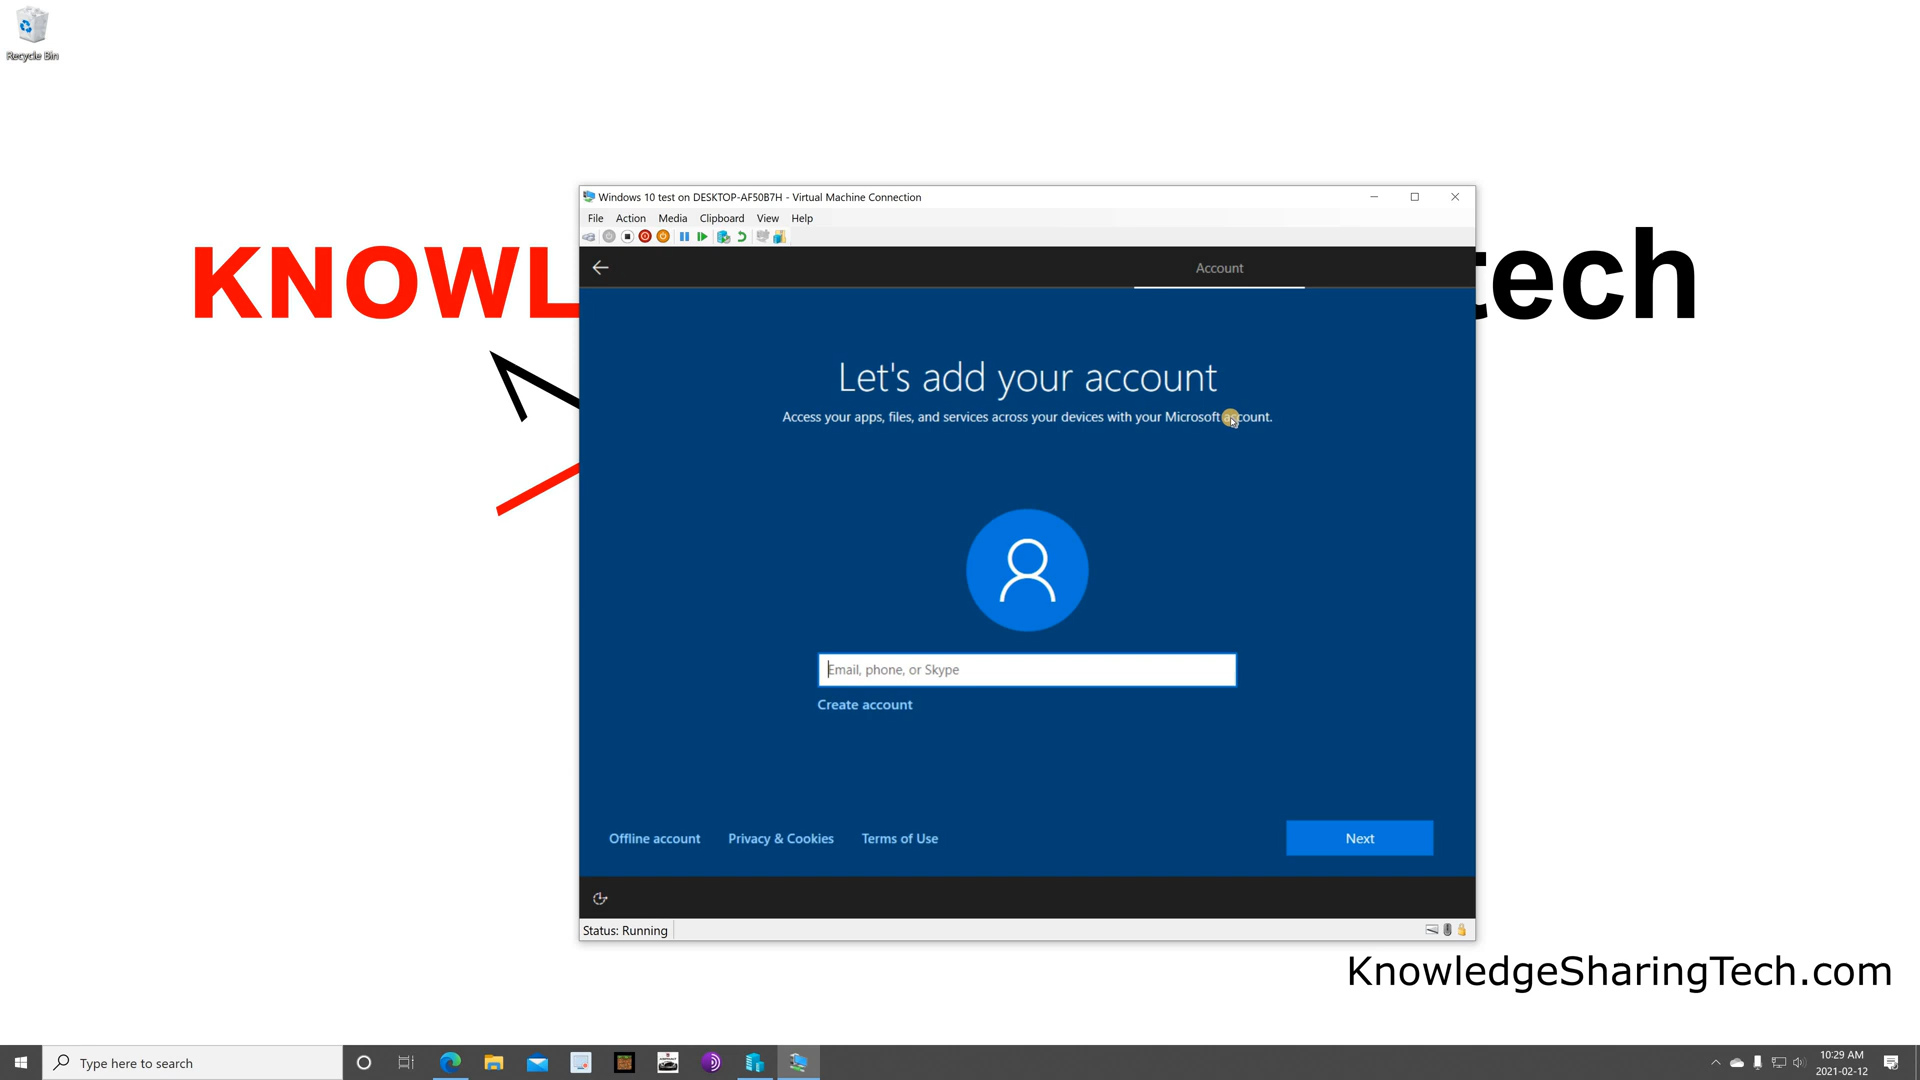 Recycle Bin
KNOWL
tech
Windows 10 test on DESKTOP-AF50B7H - Virtual Machine Connection
File Action Media Clipboard View Help
Account
Let's add your account
Access your apps, files, and services across your devices with your Microsoft account.
Email, phone, or Skype
Create account
Offline account Privacy & Cookies Terms of Use Next
Status: Running
KnowledgeSharingTech.com
Type here to search
10:29 AM
2021-02-12